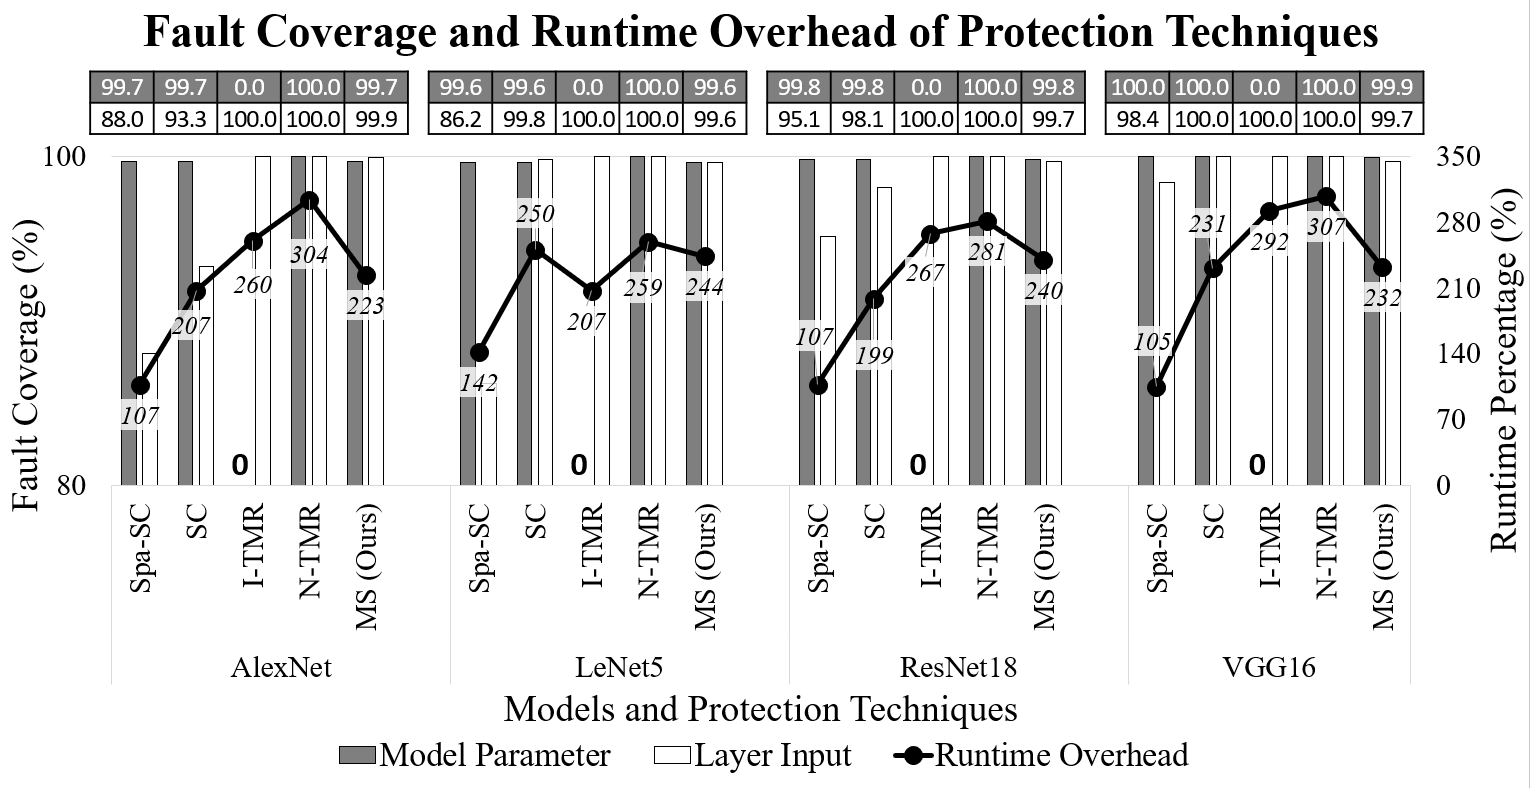 Fault Coverage and Runtime Overhead of Protection Techniques
99.7 99.7 0.0 100.0 99.7 99.6 99.6 0.0 100.0 99.6 99.8 99.8 0.0 100.0 99.8 100.0 100.0 0.0 100.0 99.9
88.0 93.3 100.0 100.0 99.9 86.2 99.8 100.0 100.0 99.6 95.1 98.1 100.0 100.0 99.7 98.4 100.0 100.0 100.0 99.7
Fault Coverage (%)
100
80
107 207 260 304 223
0
142 250 207 259 244
0
107 199 267 281 240
0
105 231 292 307 232
0
350
280
210
140
70
0
Runtime Percentage (%)
Spa-SC SC I-TMR N-TMR MS (Ours) Spa-SC SC I-TMR N-TMR MS (Ours) Spa-SC SC I-TMR N-TMR MS (Ours) Spa-SC SC I-TMR N-TMR MS (Ours)
AlexNet LeNet5 ResNet18 VGG16
Models and Protection Techniques
Model Parameter Layer Input Runtime Overhead